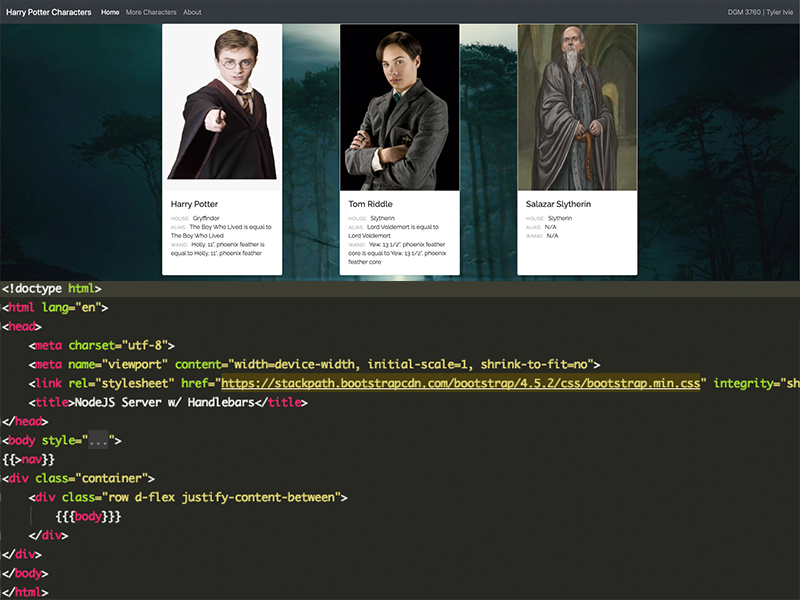 Harry Potter Characters Home More Characters About DGM 3760 | Tyler Ivie
Harry Potter
HOUSE: Gryffindor
ALIAS: The Boy Who Lived is equal to
The Boy Who Lived
WAND: Holly, 11", phoenix feather is
equal to Holly, 11", phoenix feather
Tom Riddle
HOUSE: Slytherin
ALIAS: Lord Voldemort is equal to
Lord Voldemort
WAND: Yew, 13 1/2", phoenix feather
core is equal to Yew, 13 1/2", phoenix
feather core
Salazar Slytherin
HOUSE: Slytherin
ALIAS: N/A
WAND: N/A
<!doctype html>
<html lang="en">
<head>
<meta charset="utf-8">
<meta name="viewport" content="width=device-width, initial-scale=1, shrink-to-fit=no">
<link rel="stylesheet" href="https://stackpath.bootstrapcdn.com/bootstrap/4.5.2/css/bootstrap.min.css" integrity="sh
<title>NodeJS Server w/ Handlebars</title>
</head>
<body style="...">
{{>nav}}
<div class="container">
<div class="row d-flex justify-content-between">
{{{body}}}
</div>
</div>
</body>
</html>